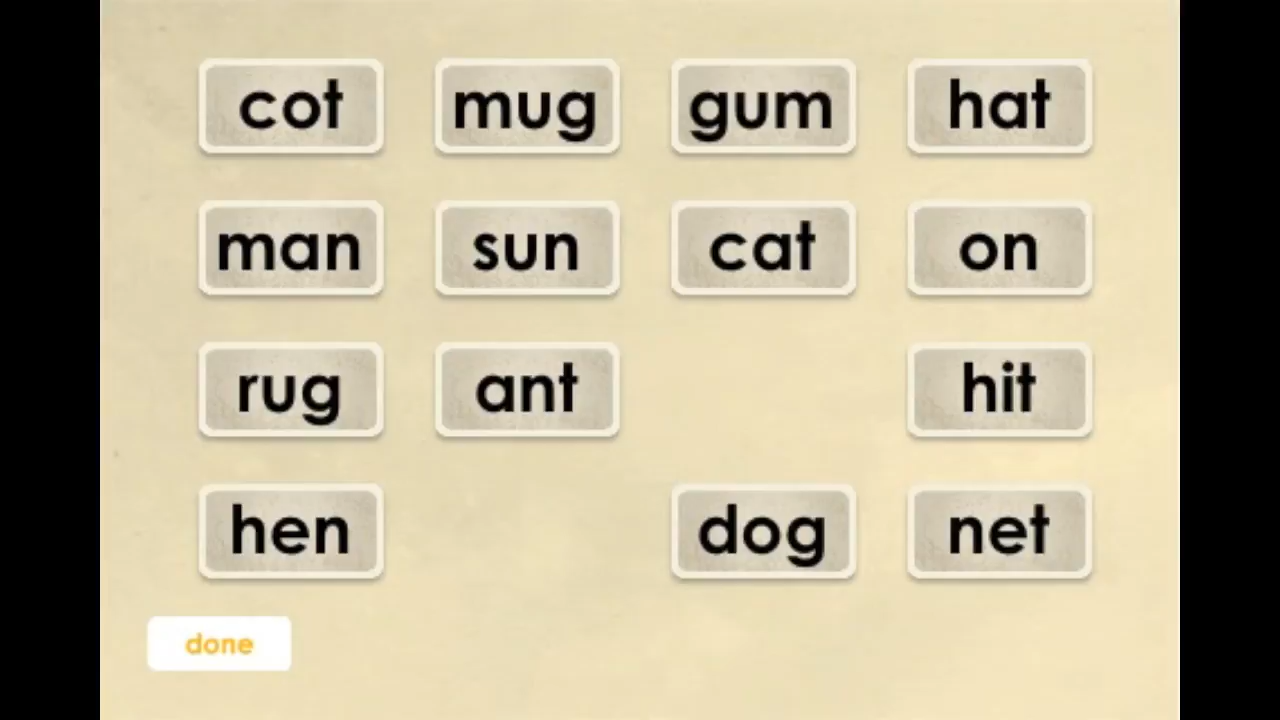 cot mug gum hat
man sun cat on
rug ant hit
hen dog net
done